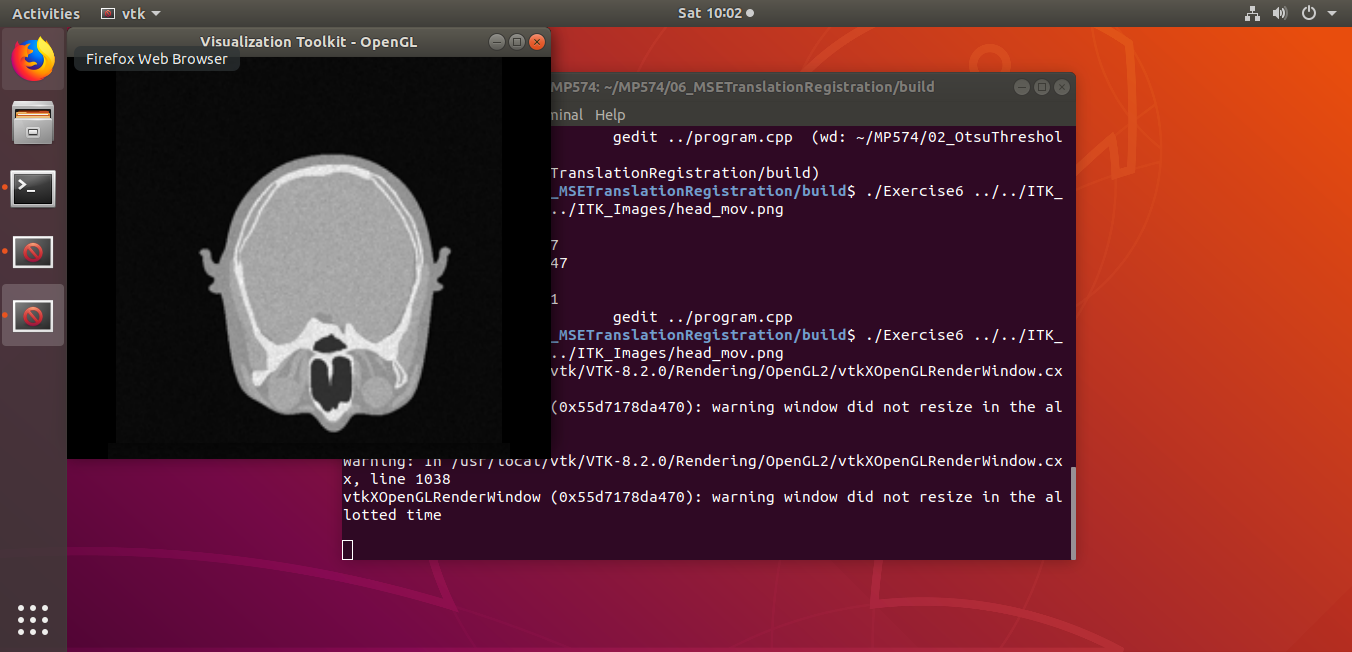 Activities
vtk
Sat 10:02
Visualization Toolkit - OpenGL
Firefox Web Browser
MP574: ~/MP574/06_MSETranslationRegistration/build
minal Help
gedit ../program.cpp (wd: ~/MP574/02_OtsuThreshol
TranslationRegistration/build)
_MSETranslationRegistration/build$ ./Exercise6 ../../ITK_
../ITK_Images/head_mov.png
7
47
1
gedit ../program.cpp
_MSETranslationRegistration/build$ ./Exercise6 ../../ITK_
../ITK_Images/head_mov.png
vtk/VTK-8.2.0/Rendering/OpenGL2/vtkXOpenGLRenderWindow.cx
(0x55d7178da470): warning window did not resize in the al
Warning: In /usr/local/vtk/VTK-8.2.0/Rendering/OpenGL2/vtkXOpenGLRenderWindow.cx
x, line 1038
vtkXOpenGLRenderWindow (0x55d7178da470): warning window did not resize in the al
lotted time